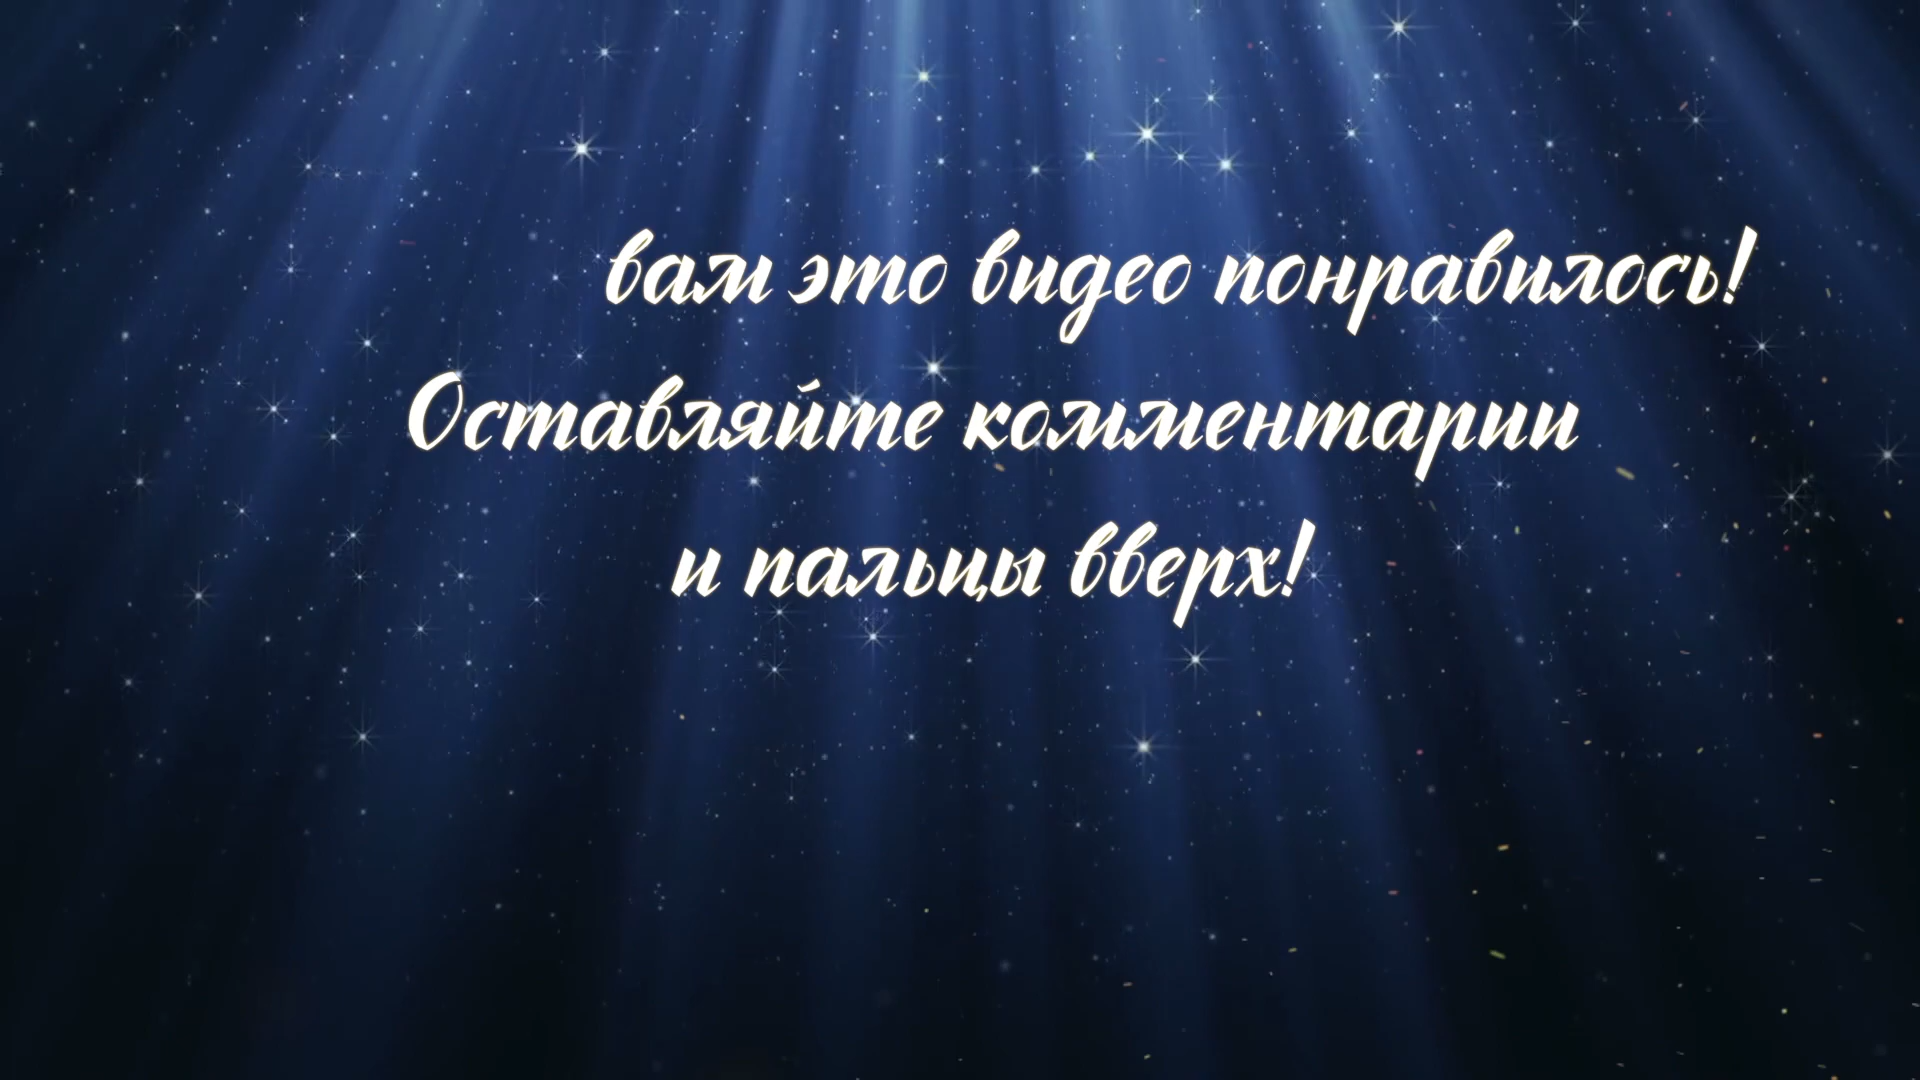 вам это видео понравилось!
Оставляйте комментарии
и пальцы вверх!